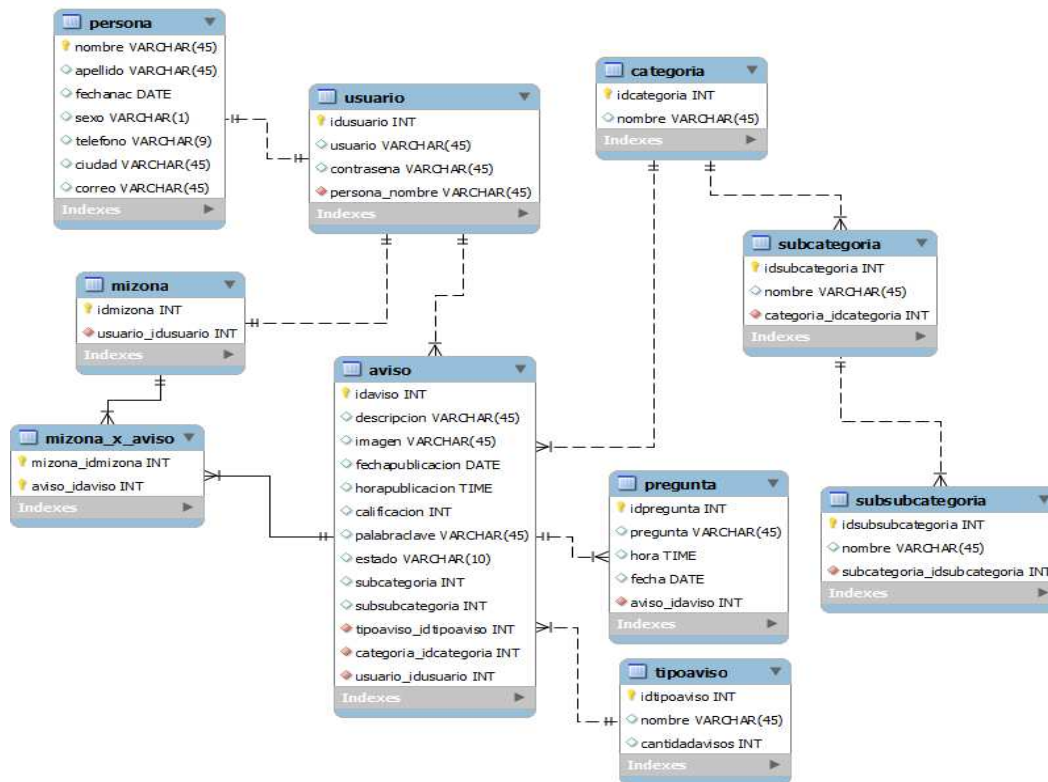 persona
nombre VARCHAR(45)
apellido VARCHAR(45)
fechanac DATE
sexo VARCHAR(1)
telefono VARCHAR(9)
ciudad VARCHAR(45)
correo VARCHAR(45)
Indexes
usuario
idusuario INT
usuario VARCHAR(45)
contrasena VARCHAR(45)
persona_nombre VARCHAR(45)
Indexes
categoria
idcategoria INT
nombre VARCHAR(45)
Indexes
subcategoria
idsubcategoria INT
nombre VARCHAR(45)
categoria_idcategoria INT
Indexes
mizona
idmizona INT
usuario_idusuario INT
Indexes
aviso
idaviso INT
descripcion VARCHAR(45)
imagen VARCHAR(45)
fechapublicacion DATE
horapublicacion TIME
calificacion INT
palabraclave VARCHAR(45)
estado VARCHAR(10)
subcategoria INT
subsubcategoria INT
tipoaviso_idtipoaviso INT
categoria_idcategoria INT
usuario_idusuario INT
Indexes
mizona_x_aviso
mizona_idmizona INT
aviso_idaviso INT
Indexes
pregunta
idpregunta INT
pregunta VARCHAR(45)
hora TIME
fecha DATE
aviso_idaviso INT
Indexes
subsubcategoria
idsubsubcategoria INT
nombre VARCHAR(45)
subcategoria_idsubcategoria INT
Indexes
tipoaviso
idtipoaviso INT
nombre VARCHAR(45)
cantidadavisos INT
Indexes